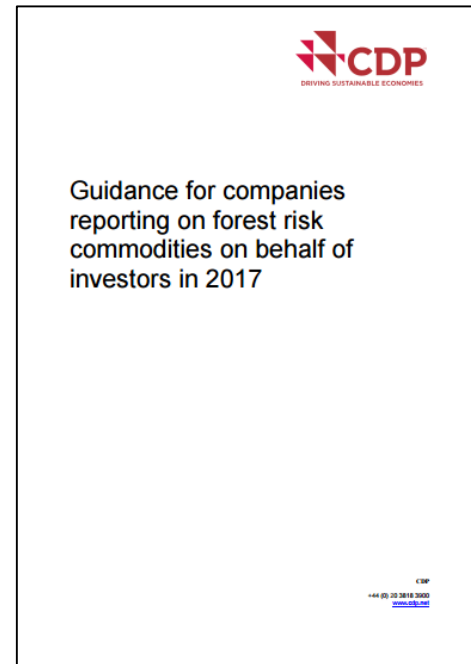 CDP
DRIVING SUSTAINABLE ECONOMIES
Guidance for companies
reporting on forest risk
commodities on behalf of
investors in 2017
CDP
+44 (0) 20 3818 3900
www.cdp.net